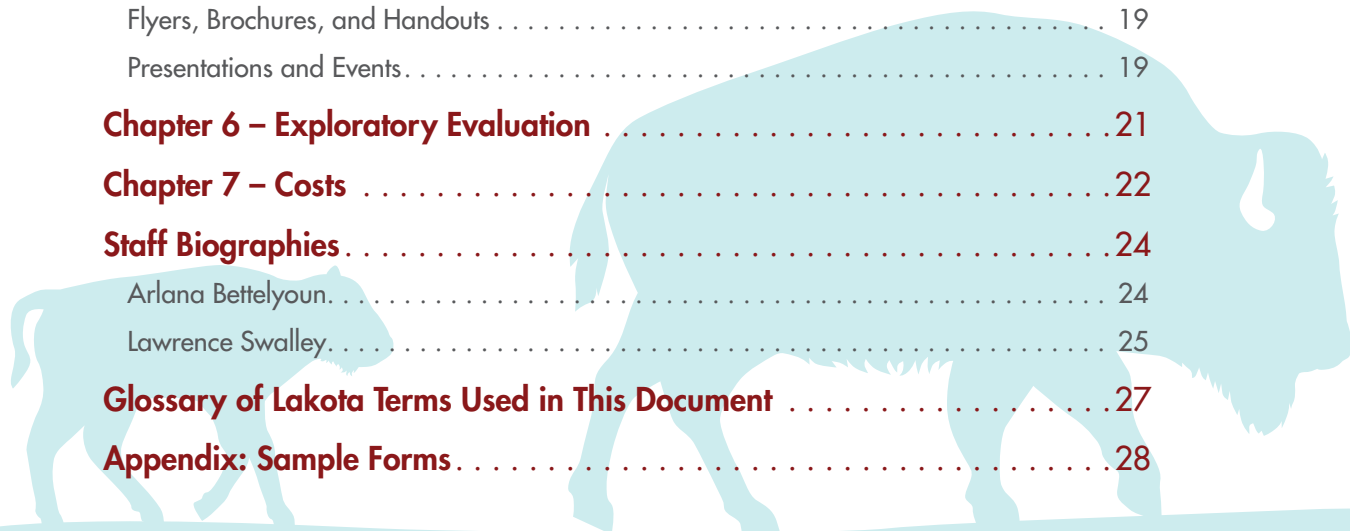 Flyers, Brochures, and Handouts . . . . . . . . . . . . . . . . . . . . . . . . . . . . . . . . . . . . . . . . . . . . . . . 19
Presentations and Events. . . . . . . . . . . . . . . . . . . . . . . . . . . . . . . . . . . . . . . . . . . . . . . . . . . . . . 19
Chapter 6 – Exploratory Evaluation . . . . . . . . . . . . . . . . . . . . . . . . . . . . . .21
Chapter 7 – Costs . . . . . . . . . . . . . . . . . . . . . . . . . . . . . . . . . . . . . . . . . . . .22
Staff Biographies. . . . . . . . . . . . . . . . . . . . . . . . . . . . . . . . . . . . . . . . . . . . . .24
Arlana Bettelyoun. . . . . . . . . . . . . . . . . . . . . . . . . . . . . . . . . . . . . . . . . . . . . . . . . . . . . . . . . . . 24
Lawrence Swalley. . . . . . . . . . . . . . . . . . . . . . . . . . . . . . . . . . . . . . . . . . . . . . . . . . . . . . . . . . . 25
Glossary of Lakota Terms Used in This Document . . . . . . . . . . . . . . . . . . .27
Appendix: Sample Forms. . . . . . . . . . . . . . . . . . . . . . . . . . . . . . . . . . . . . . .28